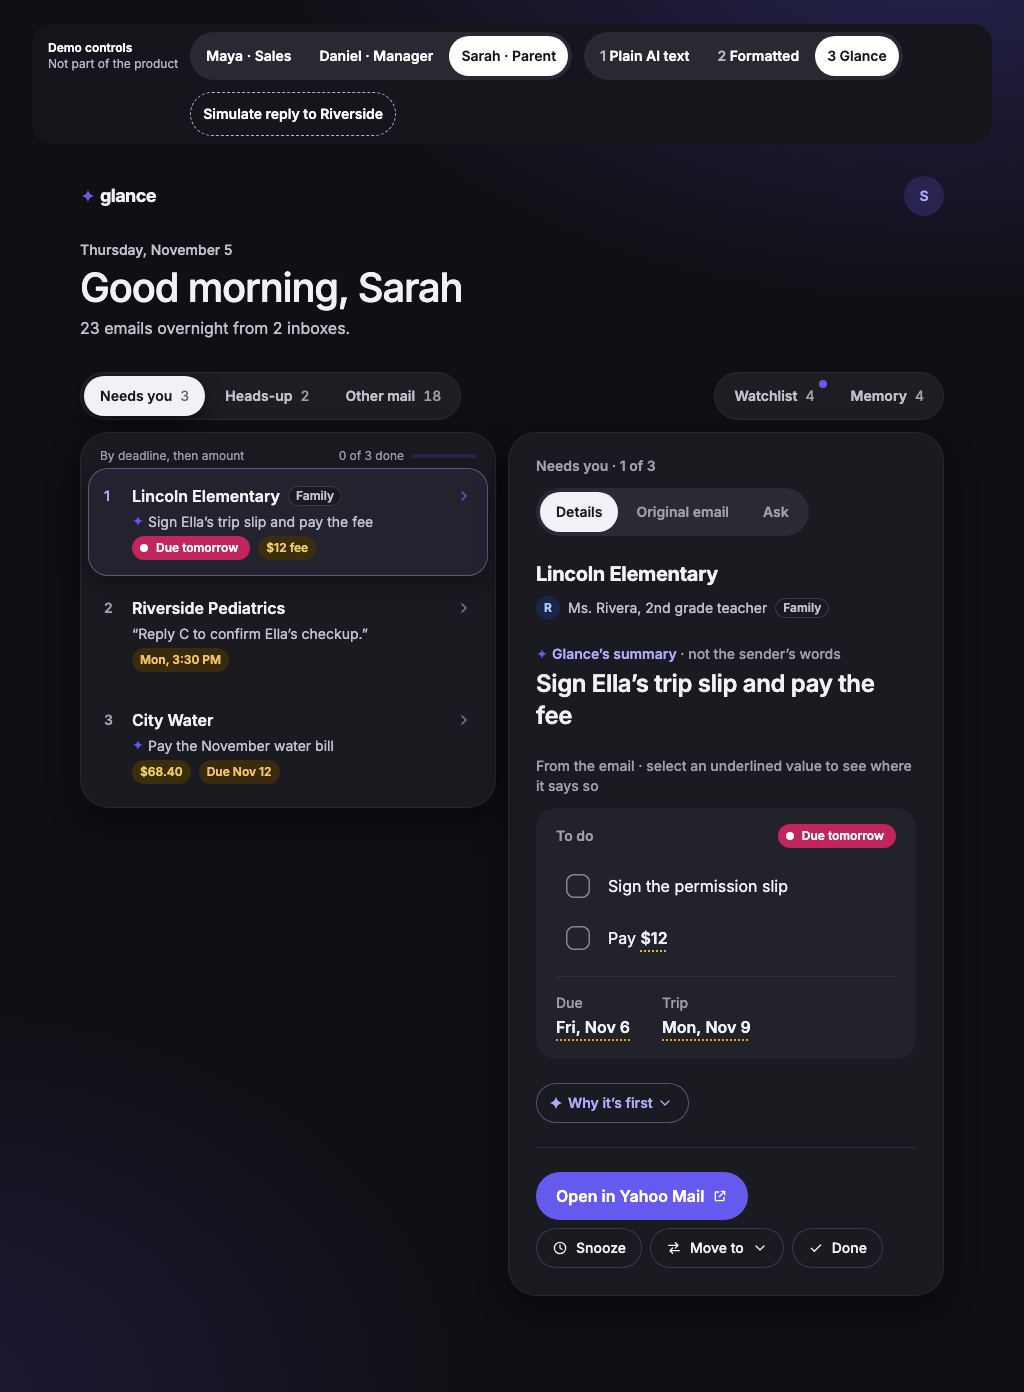 Demo controls
Not part of the product
Maya · Sales
Daniel · Manager
Sarah · Parent
1 Plain AI text
2 Formatted
3 Glance
Simulate reply to Riverside
glance
S
Thursday, November 5
Good morning, Sarah
23 emails overnight from 2 inboxes.
Needs you 3
Heads-up 2
Other mail 18
Watchlist 4
Memory 4
By deadline, then amount
0 of 3 done
1 Lincoln Elementary Family
Sign Ella’s trip slip and pay the fee
Due tomorrow $12 fee
2 Riverside Pediatrics
“Reply C to confirm Ella’s checkup.”
Mon, 3:30 PM
3 City Water
Pay the November water bill
$68.40 Due Nov 12
Needs you · 1 of 3
Details Original email Ask
Lincoln Elementary
R Ms. Rivera, 2nd grade teacher Family
Glance’s summary · not the sender’s words
Sign Ella’s trip slip and pay the
fee
From the email · select an underlined value to see where
it says so
To do Due tomorrow
Sign the permission slip
Pay $12
Due Trip
Fri, Nov 6 Mon, Nov 9
Why it’s first
Open in Yahoo Mail
Snooze Move to Done